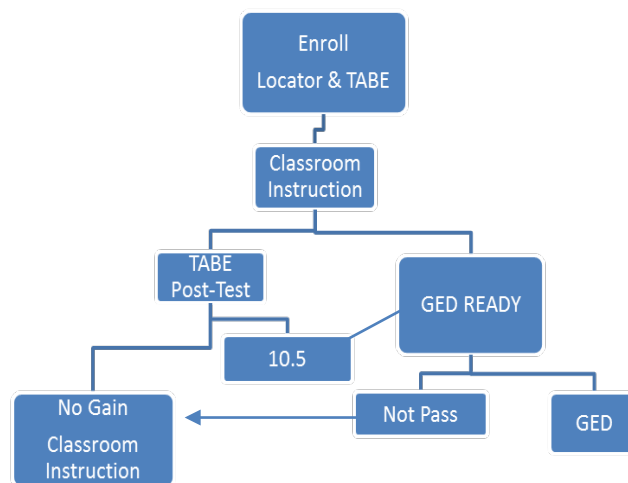 Enroll
Locator & TABE
Classroom
Instruction
TABE
Post-Test
GED READY
10.5
No Gain
Classroom
Instruction
Not Pass
GED